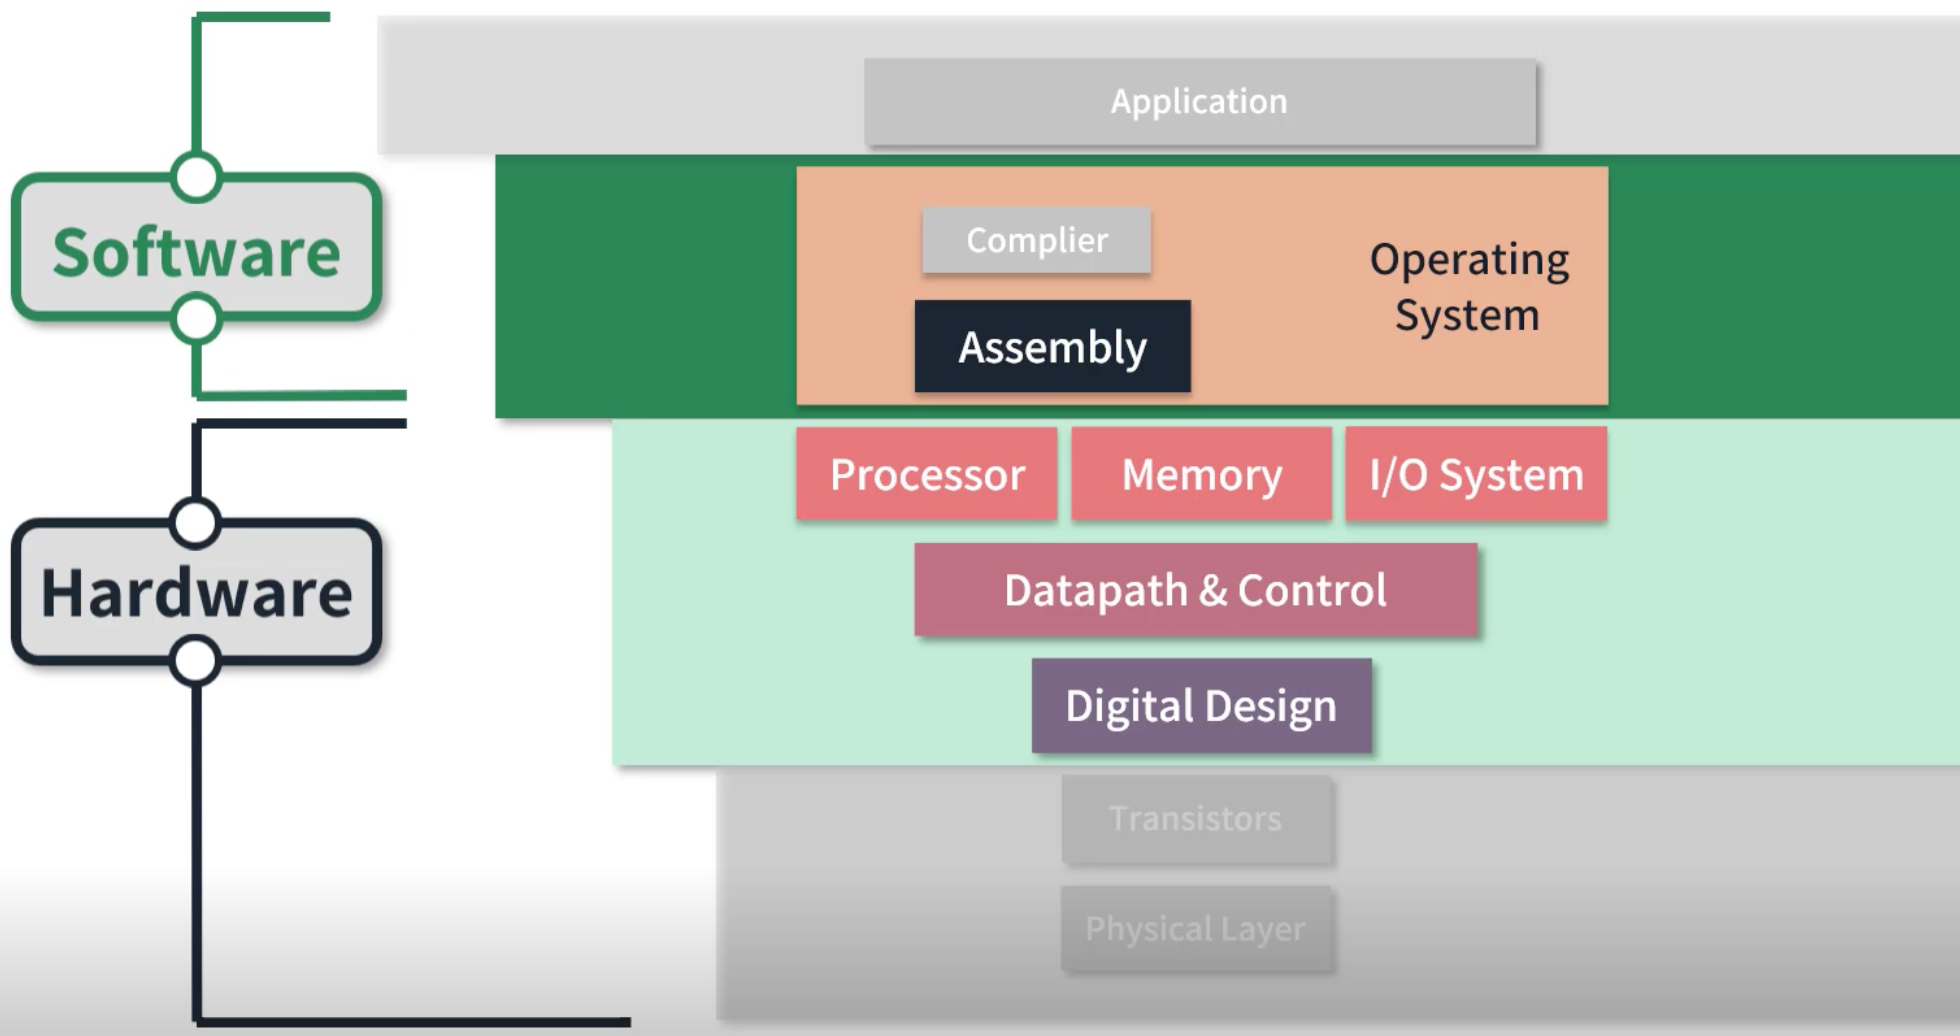 Application
Software
Complier
Operating
System
Assembly
Processor
Memory
I/O System
Hardware
Datapath & Control
Digital Design
Transistors
Physical Layer